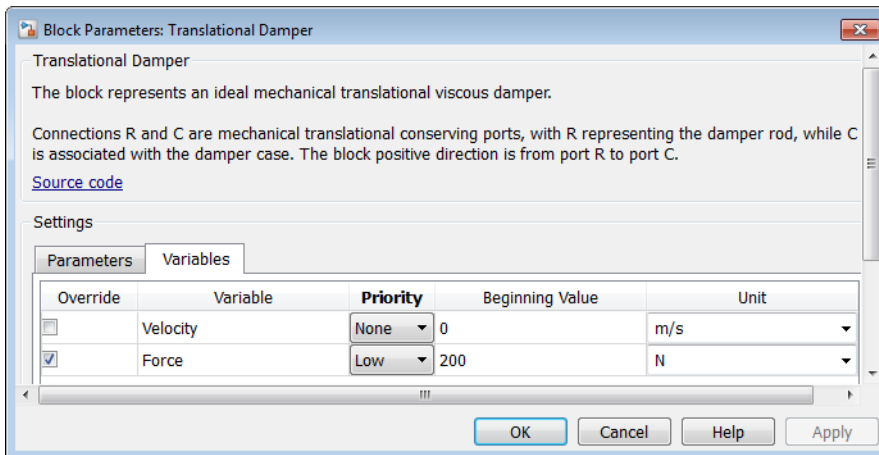 Block Parameters: Translational Damper
Translational Damper
The block represents an ideal mechanical translational viscous damper.
Connections R and C are mechanical translational conserving ports, with R representing the damper rod, while C
is associated with the damper case. The block positive direction is from port R to port C.
Source code
Settings
Parameters Variables
Override Variable Priority Beginning Value Unit
Velocity None 0 m/s
Force Low 200 N
OK Cancel Help Apply